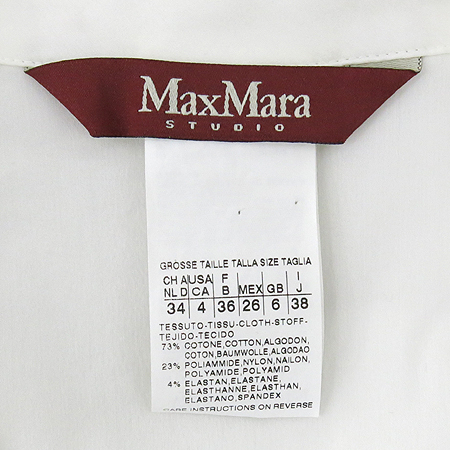 MaxMara
STUDIO
GROSSE TAILLE TALLA SIZE TAGLIA
CH A USA F I
NL D CA B MEX GB J
34 4 36 26 6 38
TESSUTO-TISSU-CLOTH-STOFF-
TEJIDO-TECIDO
73% COTONE,COTTON,ALGODON,
COTON,BAUMWOLLE,ALGODAO
23% POLIAMMIDE,NYLON,NAILON,
POLYAMIDE,POLYAMID
4% ELASTAN,ELASTANE,
ELASTHANNE,ELASTHAN,
ELASTANO,SPANDEX
CARE INSTRUCTIONS ON REVERSE